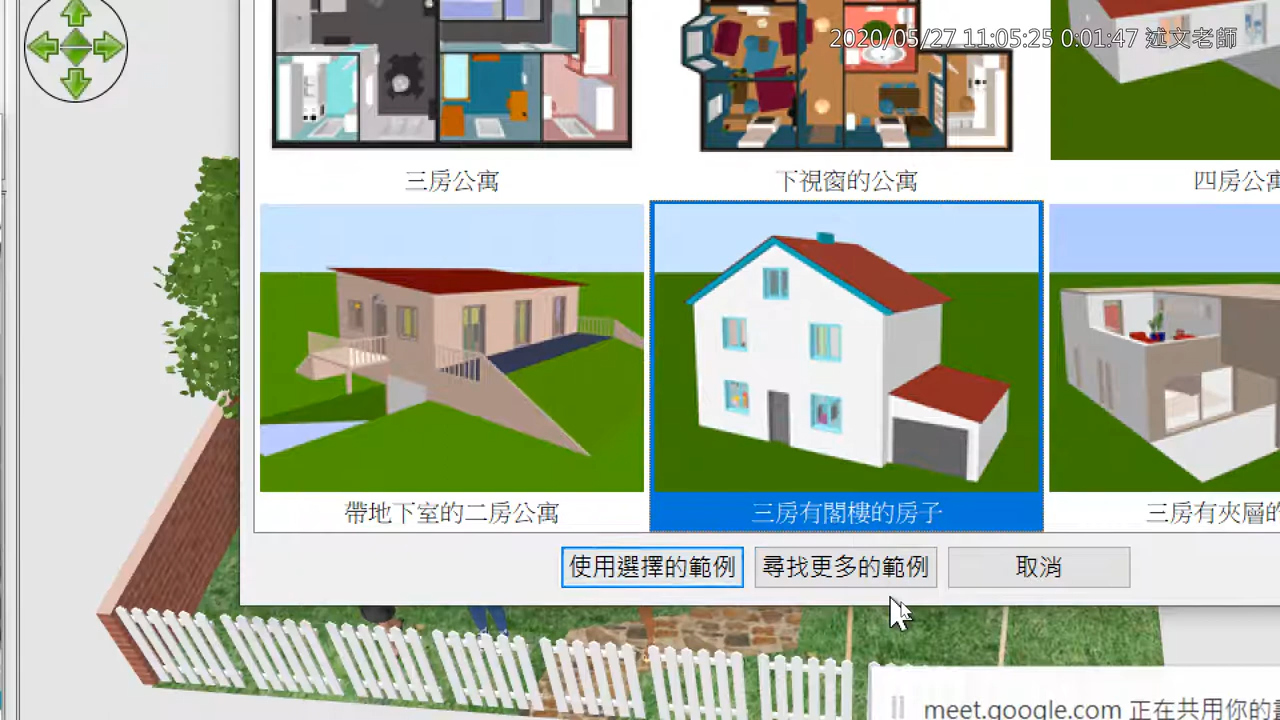 2020/05/27 11:05:25 0:01:47 述文老師
三房公寓
下視窗的公寓
四房公寓
帶地下室的二房公寓
三房有閣樓的房子
三房有夾層的
使用選擇的範例
尋找更多的範例
取消
meet.google.com 正在共用你的